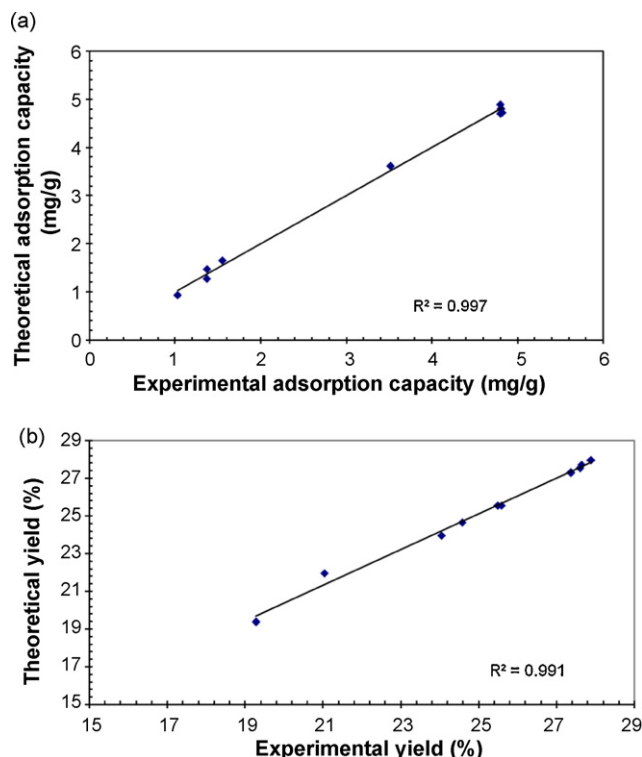 (a)
6
5
4
3
2
1
0
Theoretical adsorption capacity
(mg/g)
R² = 0.997
0 1 2 3 4 5 6
Experimental adsorption capacity (mg/g)
(b)
29
27
25
23
21
19
17
15
Theoretical yield (%)
R² = 0.991
15 17 19 21 23 25 27 29
Experimental yield (%)